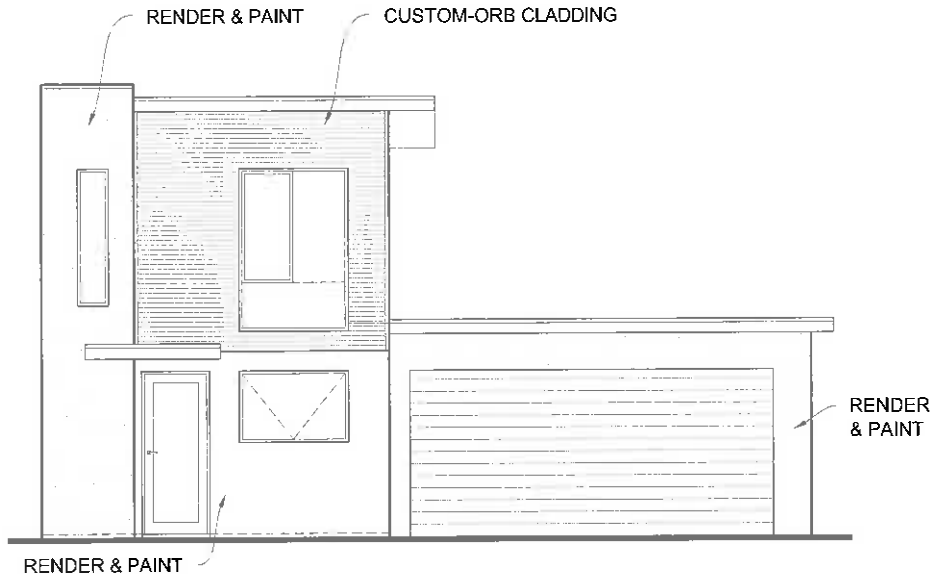 RENDER & PAINT
CUSTOM-ORB CLADDING
RENDER
& PAINT
RENDER & PAINT